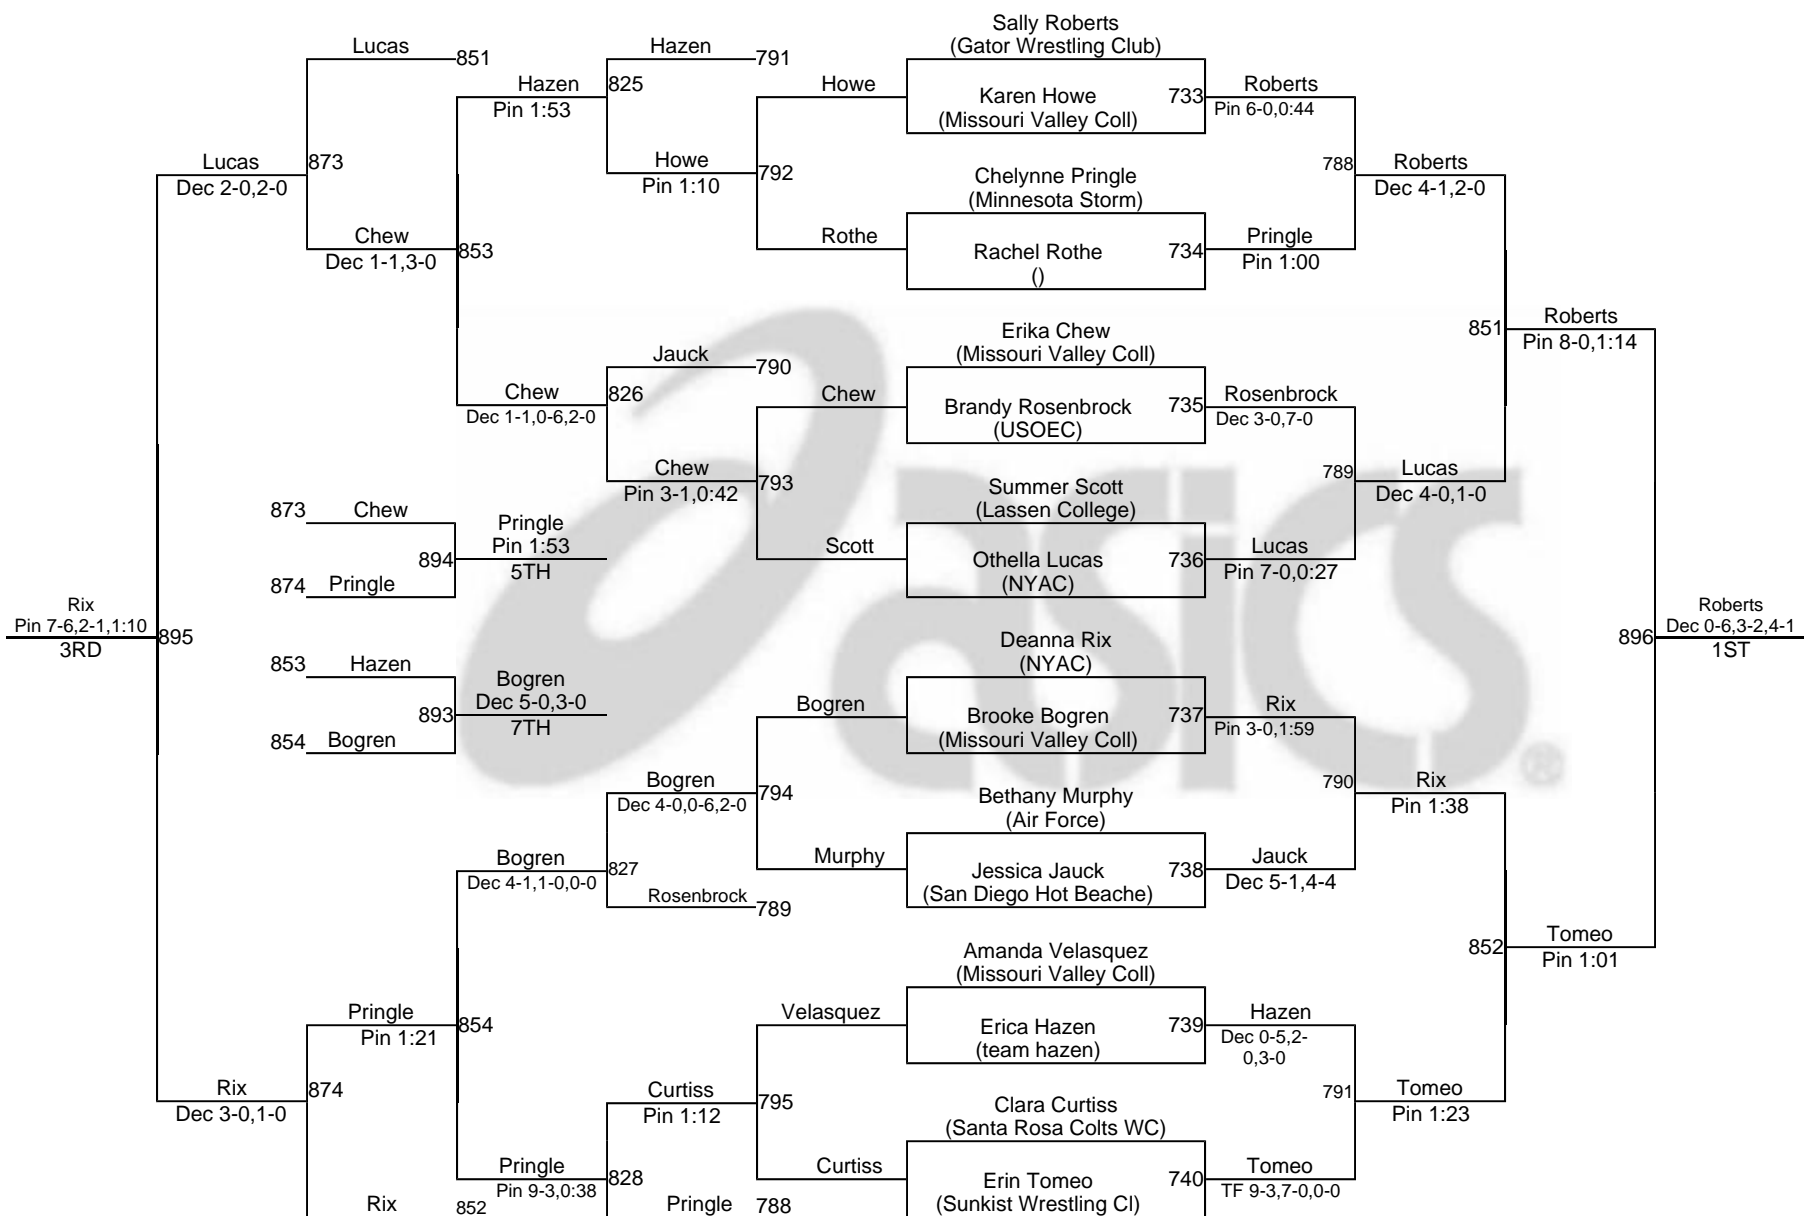 Sally Roberts
Lucas
Hazen
(Gator Wrestling Club)
851
791
Hazen
825
Howe
Karen Howe
733
Roberts
Pin 1:53
(Missouri Valley Coll)
Pin 6-0,0:44
Lucas
873
Howe
792
Chelynne Pringle
788
Roberts
Dec 2-0,2-0
Pin 1:10
(Minnesota Storm)
Dec 4-1,2-0
Chew
853
Rothe
Rachel Rothe
734
Pringle
Dec 1-1,3-0
()
Pin 1:00
Erika Chew
851
Roberts
Jauck
790
(Missouri Valley Coll)
Pin 8-0,1:14
Chew
826
Chew
Brandy Rosenbrock
735
Rosenbrock
Dec 1-1,0-6,2-0
(USOEC)
Dec 3-0,7-0
Chew
793
Summer Scott
789
Lucas
Pin 3-1,0:42
(Lassen College)
Dec 4-0,1-0
873
Chew
Pringle
Pin 1:53
894
5TH
Scott
Othella Lucas
736
Lucas
(NYAC)
Pin 7-0,0:27
874
Pringle
asics®
Rix
Pin 7-6,2-1,1:10
895
3RD
Roberts
896
Dec 0-6,3-2,4-1
1ST
853
Hazen
Deanna Rix
(NYAC)
Bogren
Dec 5-0,3-0
893
7TH
Bogren
Brooke Bogren
737
Rix
(Missouri Valley Coll)
Pin 3-0,1:59
854
Bogren
Bogren
794
Bethany Murphy
790
Rix
Dec 4-0,0-6,2-0
(Air Force)
Pin 1:38
Bogren
827
Murphy
Jessica Jauck
738
Jauck
Dec 4-1,1-0,0-0
(San Diego Hot Beache)
Dec 5-1,4-4
Rosenbrock
789
Amanda Velasquez
852
Tomeo
(Missouri Valley Coll)
Pin 1:01
Pringle
854
Velasquez
Erica Hazen
739
Hazen
Pin 1:21
(team hazen)
Dec 0-5,2-
0,3-0
Rix
874
Curtiss
795
Clara Curtiss
791
Tomeo
Dec 3-0,1-0
Pin 1:12
(Santa Rosa Colts WC)
Pin 1:23
Pringle
828
Curtiss
Erin Tomeo
740
Tomeo
Pin 9-3,0:38
(Sunkist Wrestling Cl)
TF 9-3,7-0,0-0
Rix
852
Pringle
788